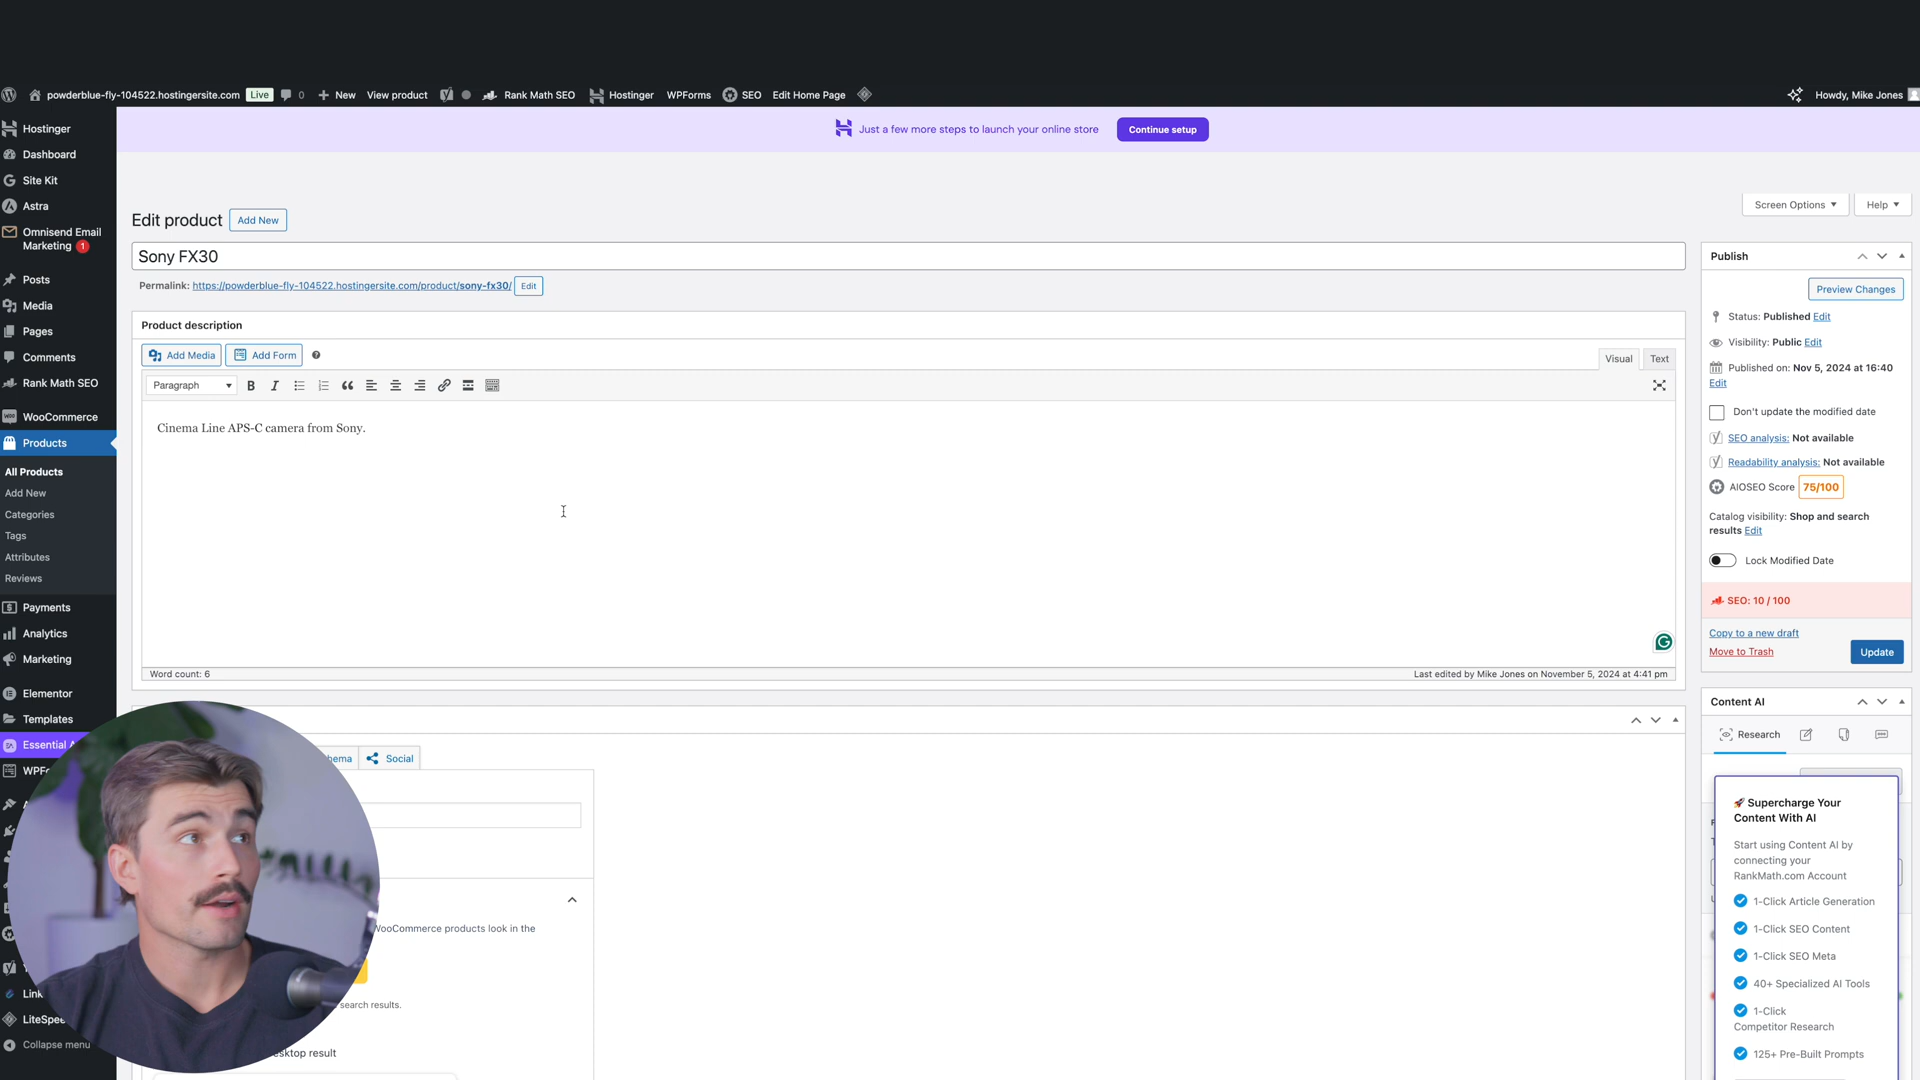 powderblue-fly-104522.hostingersite.com Live 0 New View product Rank Math SEO Hostinger WPForms SEO Edit Home Page Howdy, Mike Jones
Just a few more steps to launch your online store Continue setup
Hostinger
Dashboard
Site Kit
Astra
Omnisend Email
Marketing 1
Posts
Media
Pages
Comments
Rank Math SEO
WooCommerce
Products
All Products
Add New
Categories
Tags
Attributes
Reviews
Payments
Analytics
Marketing
Elementor
Templates
Essential
LiteSpee
Collapse menu
Screen Options Help
Edit product Add New
Sony FX30
Permalink: https://powderblue-fly-104522.hostingersite.com/product/sony-fx30/ Edit
Product description
Add Media Add Form
Visual Text
Paragraph
Cinema Line APS-C camera from Sony.
Word count: 6 Last edited by Mike Jones on November 5, 2024 at 4:41 pm
hema Social
WooCommerce products look in the
search results.
sktop result
Publish
Preview Changes
Status: Published Edit
Visibility: Public Edit
Published on: Nov 5, 2024 at 16:40
Edit
Don't update the modified date
SEO analysis: Not available
Readability analysis: Not available
AIOSEO Score 75/100
Catalog visibility: Shop and search
results Edit
Lock Modified Date
SEO: 10 / 100
Copy to a new draft
Move to Trash Update
Content AI
Research
Supercharge Your
Content With AI
Start using Content AI by
connecting your
RankMath.com Account
1-Click Article Generation
1-Click SEO Content
1-Click SEO Meta
40+ Specialized AI Tools
1-Click
Competitor Research
125+ Pre-Built Prompts